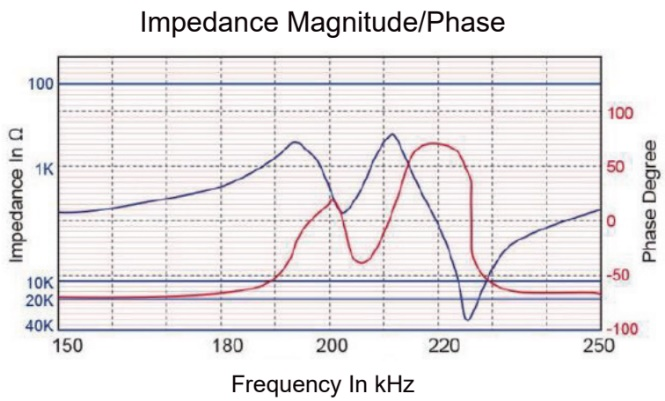 Impedance Magnitude/Phase
Impedance In Ω
100
1K
10K
20K
40K
100
50
0
-50
-100
Phase Degree
150 180 200 220 250
Frequency In kHz